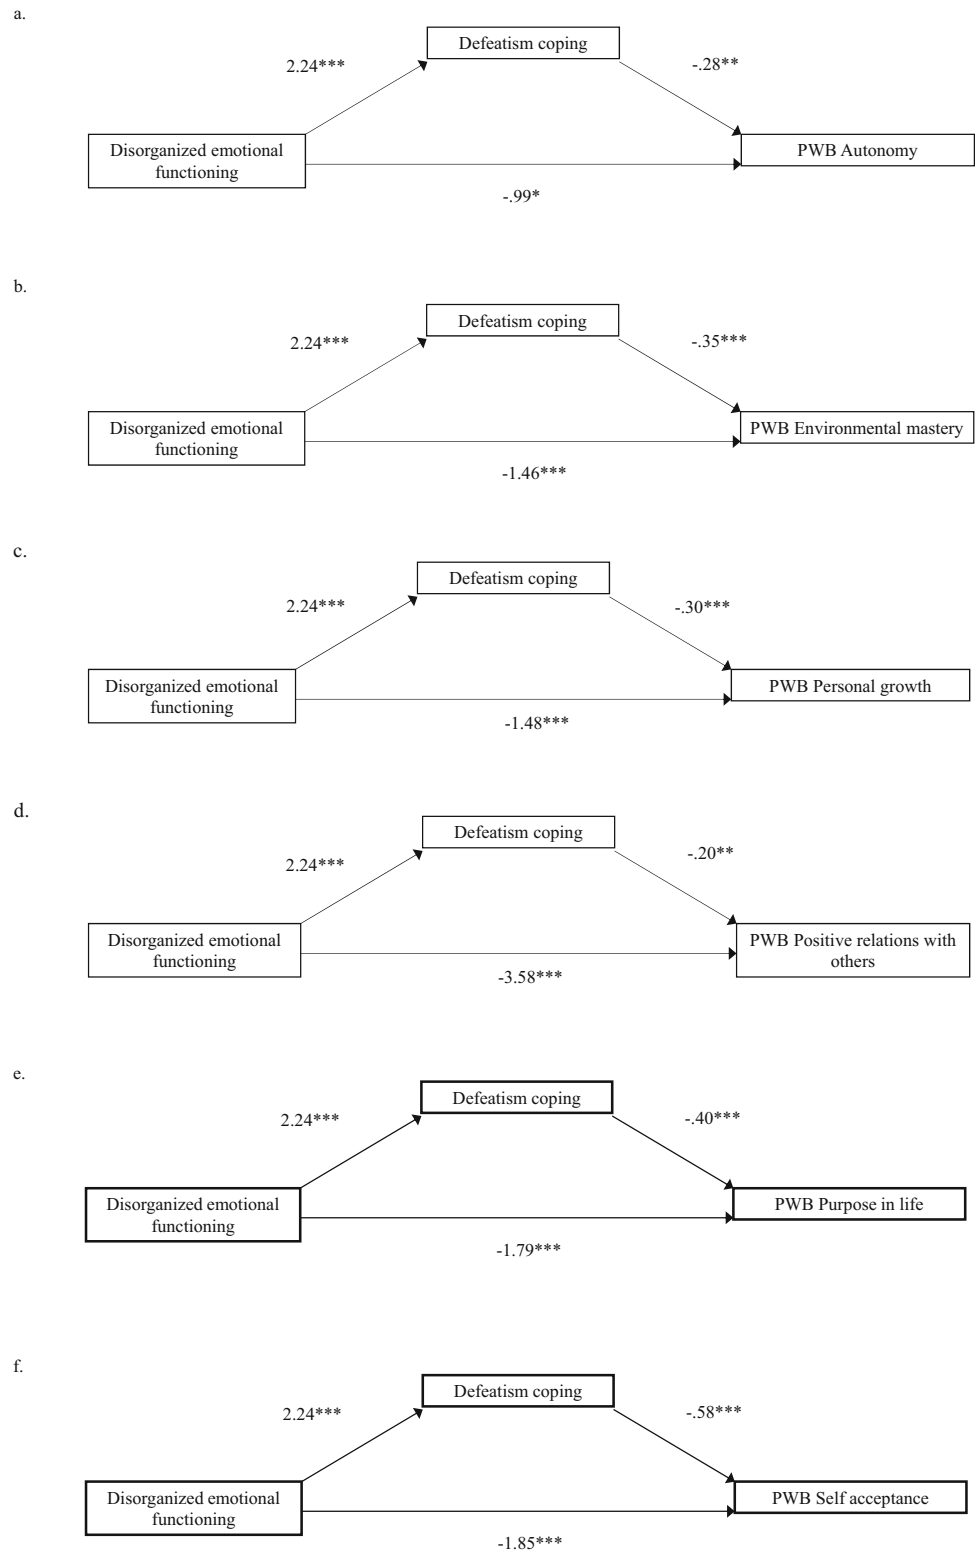 a.
Defeatism coping
2.24***
-.28**
Disorganized emotional
functioning
PWB Autonomy
-.99*
b.
Defeatism coping
2.24***
-.35***
Disorganized emotional
functioning
PWB Environmental mastery
-1.46***
c.
Defeatism coping
2.24***
-.30***
Disorganized emotional
functioning
PWB Personal growth
-1.48***
d.
Defeatism coping
2.24***
-.20**
Disorganized emotional
functioning
PWB Positive relations with
others
-3.58***
e.
Defeatism coping
2.24***
-.40***
Disorganized emotional
functioning
PWB Purpose in life
-1.79***
f.
Defeatism coping
2.24***
-.58***
Disorganized emotional
functioning
PWB Self acceptance
-1.85***